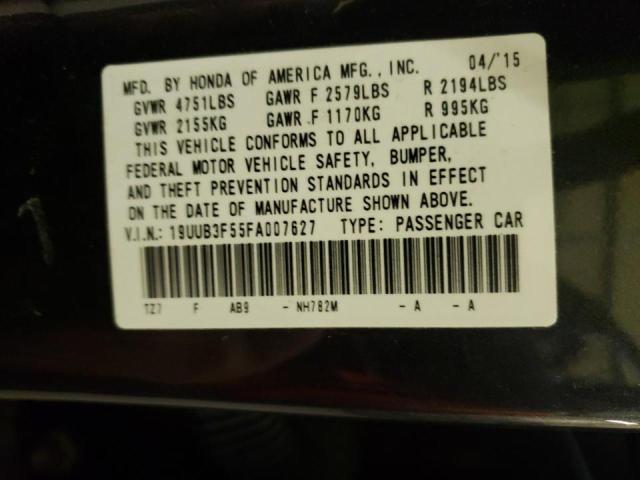 MFD. BY HONDA OF AMERICA MFG., INC. 04/'15
GVWR 4751LBS GAWR F 2579LBS R 2194LBS
GVWR 2155KG GAWR F 1170KG R 995KG
THIS VEHICLE CONFORMS TO ALL APPLICABLE
FEDERAL MOTOR VEHICLE SAFETY, BUMPER,
AND THEFT PREVENTION STANDARDS IN EFFECT
ON THE DATE OF MANUFACTURE SHOWN ABOVE.
V.I.N.: 19UUB3F55FA007627 TYPE: PASSENGER CAR
TZ7 F AB9 - NH782M - A - A